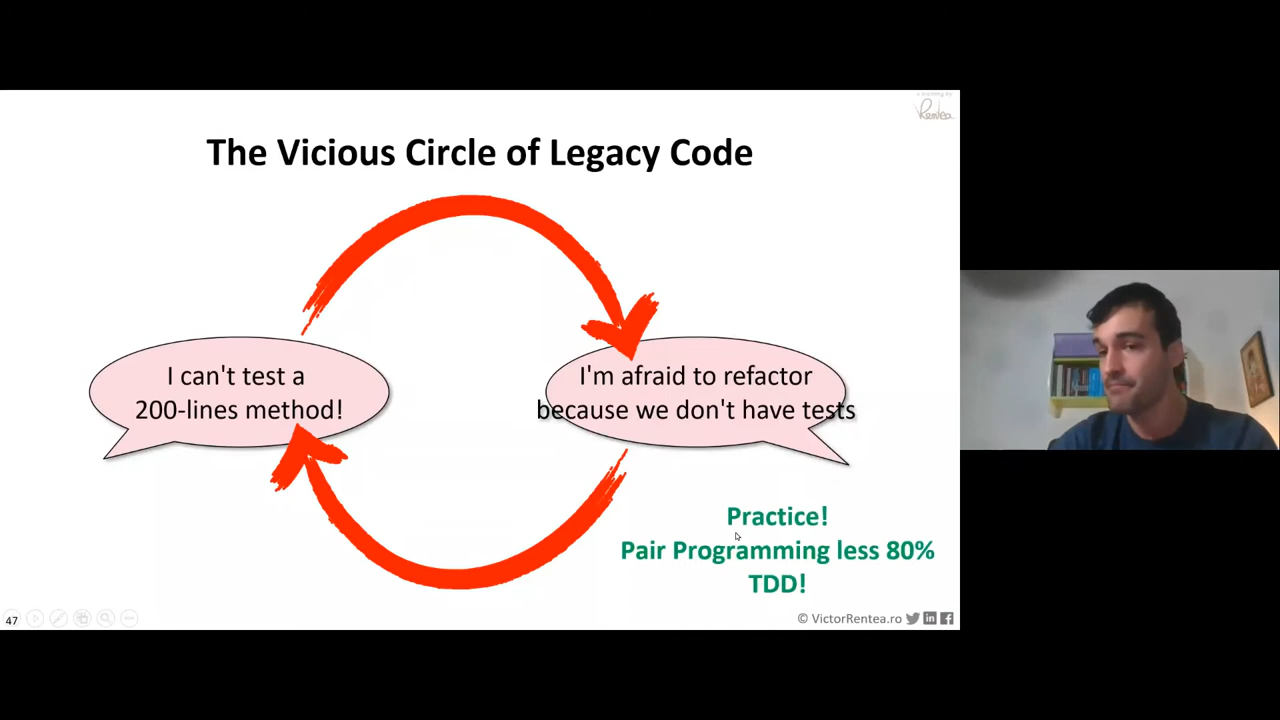 Rentea
The Vicious Circle of Legacy Code
I can't test a
200-lines method!
I'm afraid to refactor
because we don't have tests
Practice!
Pair Programming less 80%
TDD!
47
© VictorRentea.ro